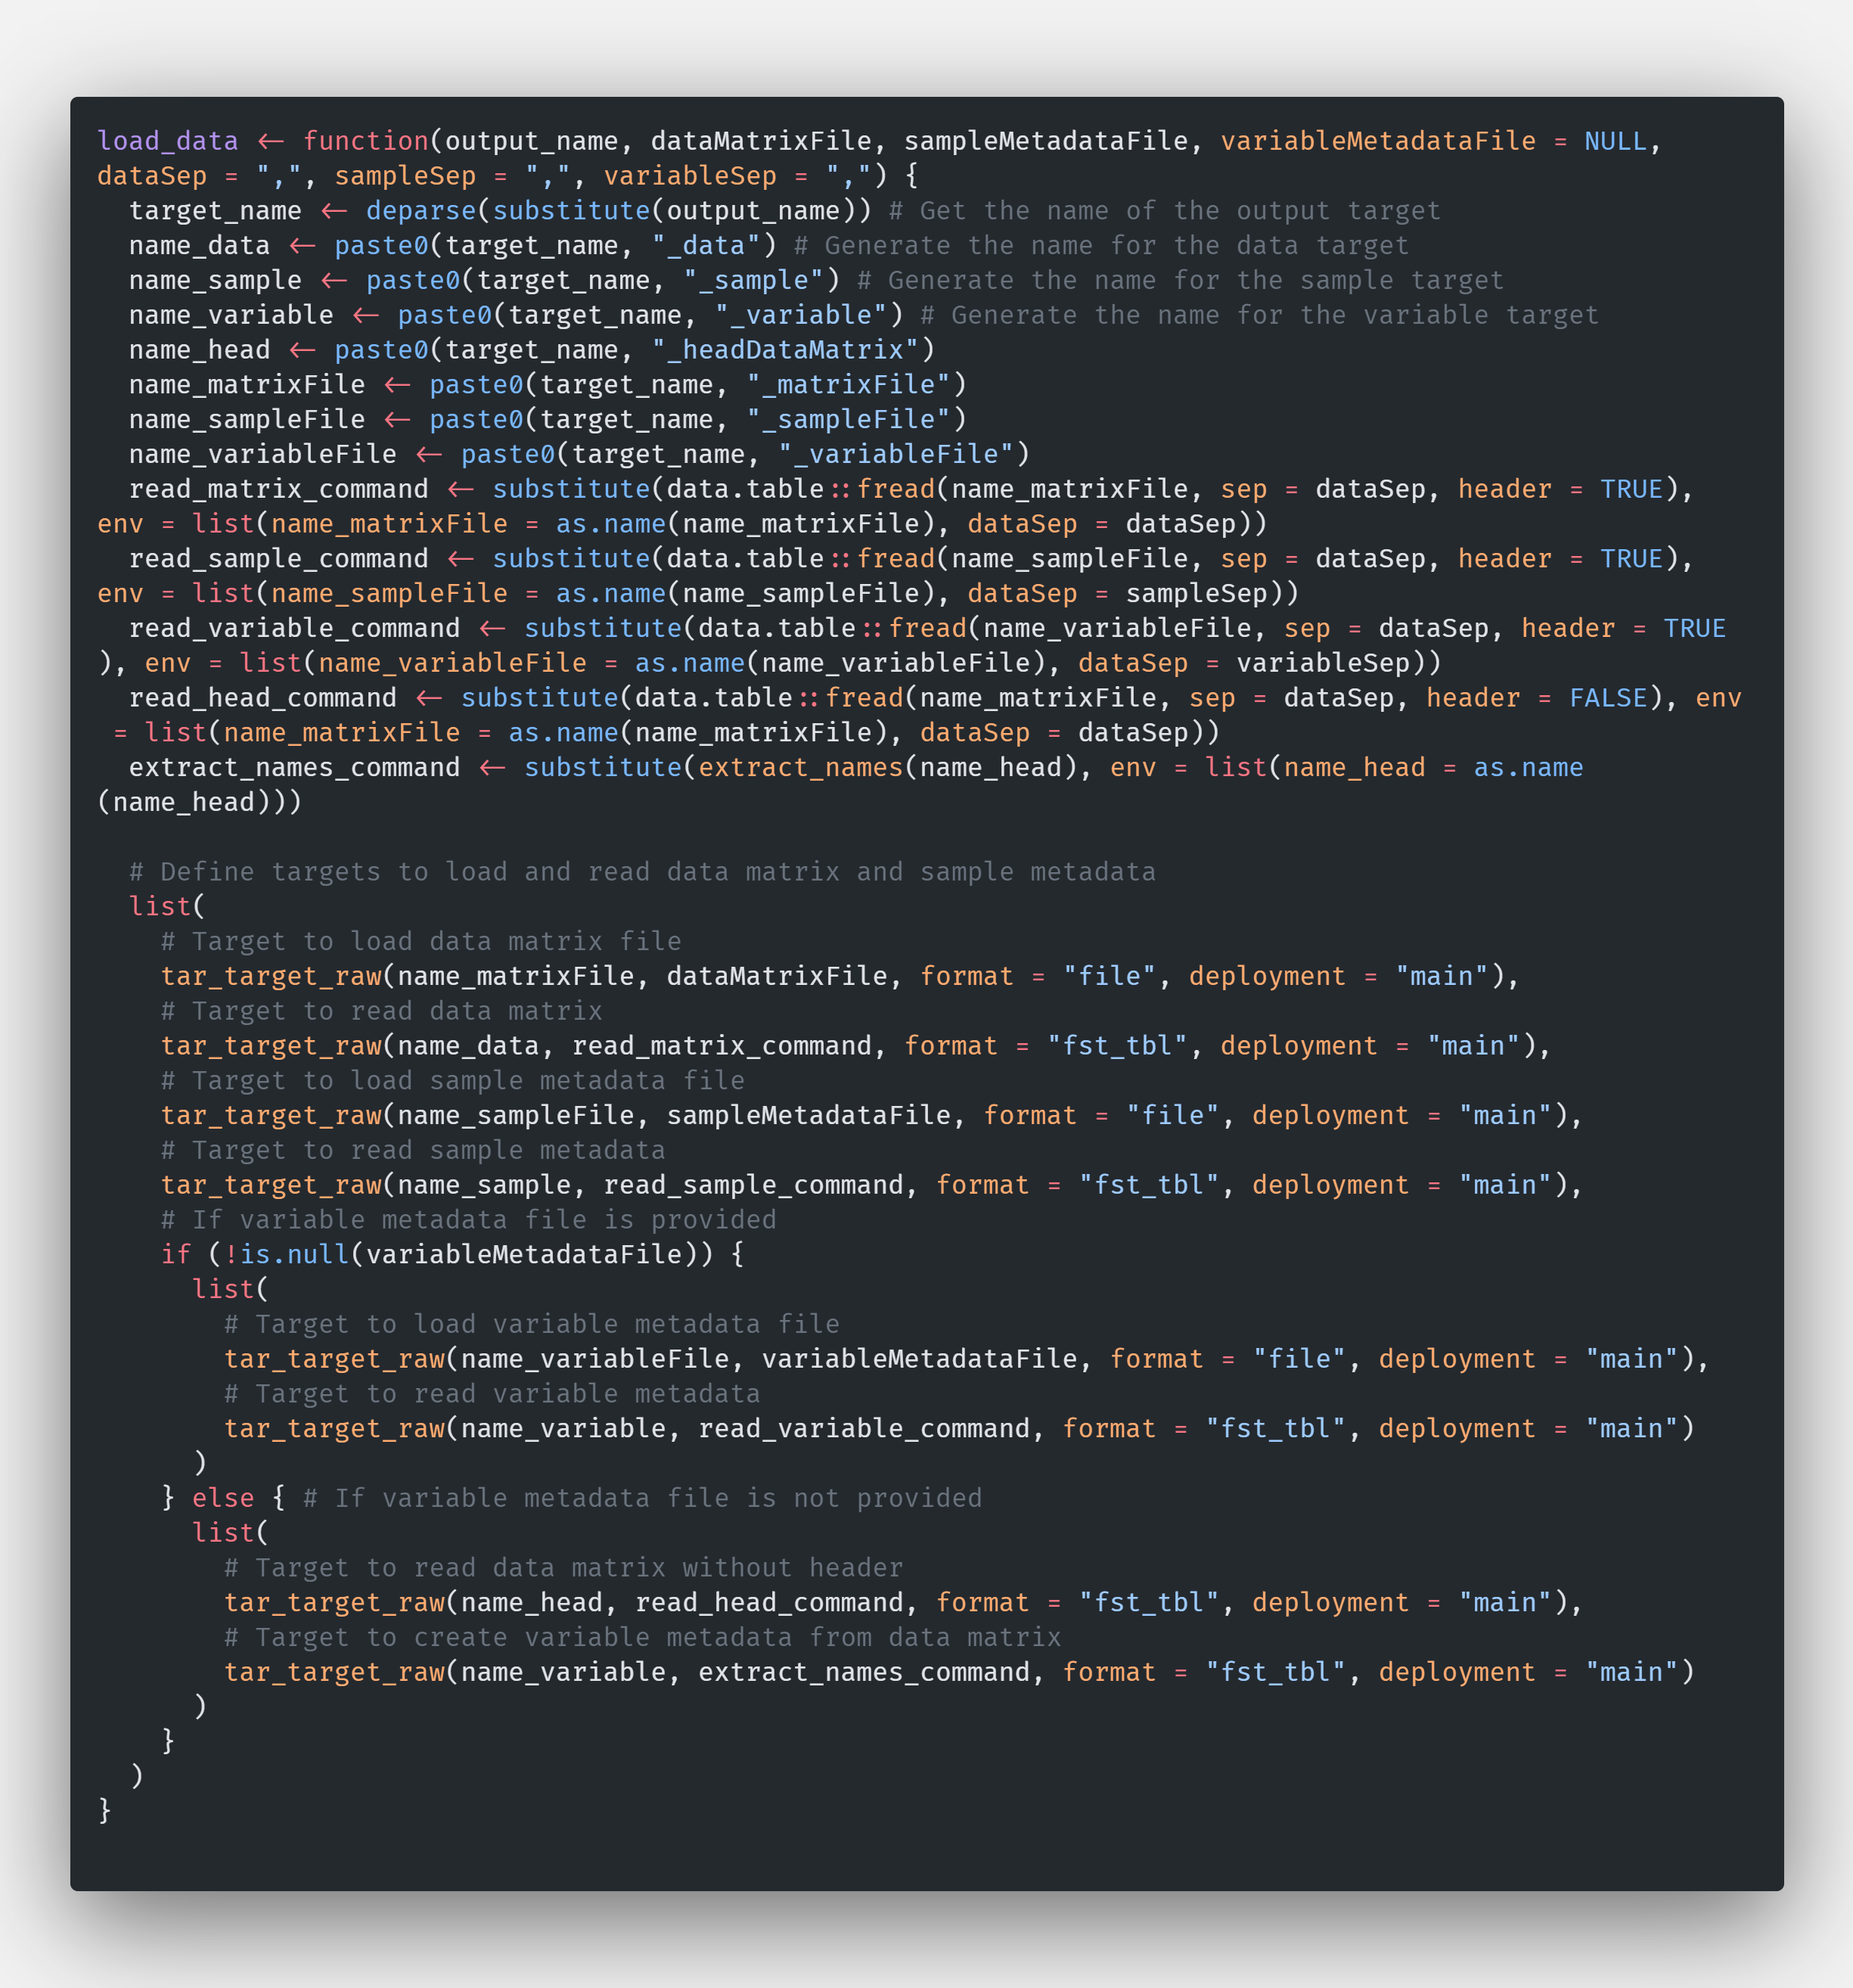 load_data <- function(output_name, dataMatrixFile, sampleMetadataFile, variableMetadataFile = NULL,
dataSep = ",", sampleSep = ",", variableSep = ",") {
  target_name <- deparse(substitute(output_name)) # Get the name of the output target
  name_data <- paste0(target_name, "_data") # Generate the name for the data target
  name_sample <- paste0(target_name, "_sample") # Generate the name for the sample target
  name_variable <- paste0(target_name, "_variable") # Generate the name for the variable target
  name_head <- paste0(target_name, "_headDataMatrix")
  name_matrixFile <- paste0(target_name, "_matrixFile")
  name_sampleFile <- paste0(target_name, "_sampleFile")
  name_variableFile <- paste0(target_name, "_variableFile")
  read_matrix_command <- substitute(data.table::fread(name_matrixFile, sep = dataSep, header = TRUE),
env = list(name_matrixFile = as.name(name_matrixFile), dataSep = dataSep))
  read_sample_command <- substitute(data.table::fread(name_sampleFile, sep = dataSep, header = TRUE),
env = list(name_sampleFile = as.name(name_sampleFile), dataSep = sampleSep))
  read_variable_command <- substitute(data.table::fread(name_variableFile, sep = dataSep, header = TRUE
), env = list(name_variableFile = as.name(name_variableFile), dataSep = variableSep))
  read_head_command <- substitute(data.table::fread(name_matrixFile, sep = dataSep, header = FALSE), env
 = list(name_matrixFile = as.name(name_matrixFile), dataSep = dataSep))
  extract_names_command <- substitute(extract_names(name_head), env = list(name_head = as.name
(name_head)))

  # Define targets to load and read data matrix and sample metadata
  list(
    # Target to load data matrix file
    tar_target_raw(name_matrixFile, dataMatrixFile, format = "file", deployment = "main"),
    # Target to read data matrix
    tar_target_raw(name_data, read_matrix_command, format = "fst_tbl", deployment = "main"),
    # Target to load sample metadata file
    tar_target_raw(name_sampleFile, sampleMetadataFile, format = "file", deployment = "main"),
    # Target to read sample metadata
    tar_target_raw(name_sample, read_sample_command, format = "fst_tbl", deployment = "main"),
    # If variable metadata file is provided
    if (!is.null(variableMetadataFile)) {
      list(
        # Target to load variable metadata file
        tar_target_raw(name_variableFile, variableMetadataFile, format = "file", deployment = "main"),
        # Target to read variable metadata
        tar_target_raw(name_variable, read_variable_command, format = "fst_tbl", deployment = "main")
      )
    } else { # If variable metadata file is not provided
      list(
        # Target to read data matrix without header
        tar_target_raw(name_head, read_head_command, format = "fst_tbl", deployment = "main"),
        # Target to create variable metadata from data matrix
        tar_target_raw(name_variable, extract_names_command, format = "fst_tbl", deployment = "main")
      )
    }
  )
}